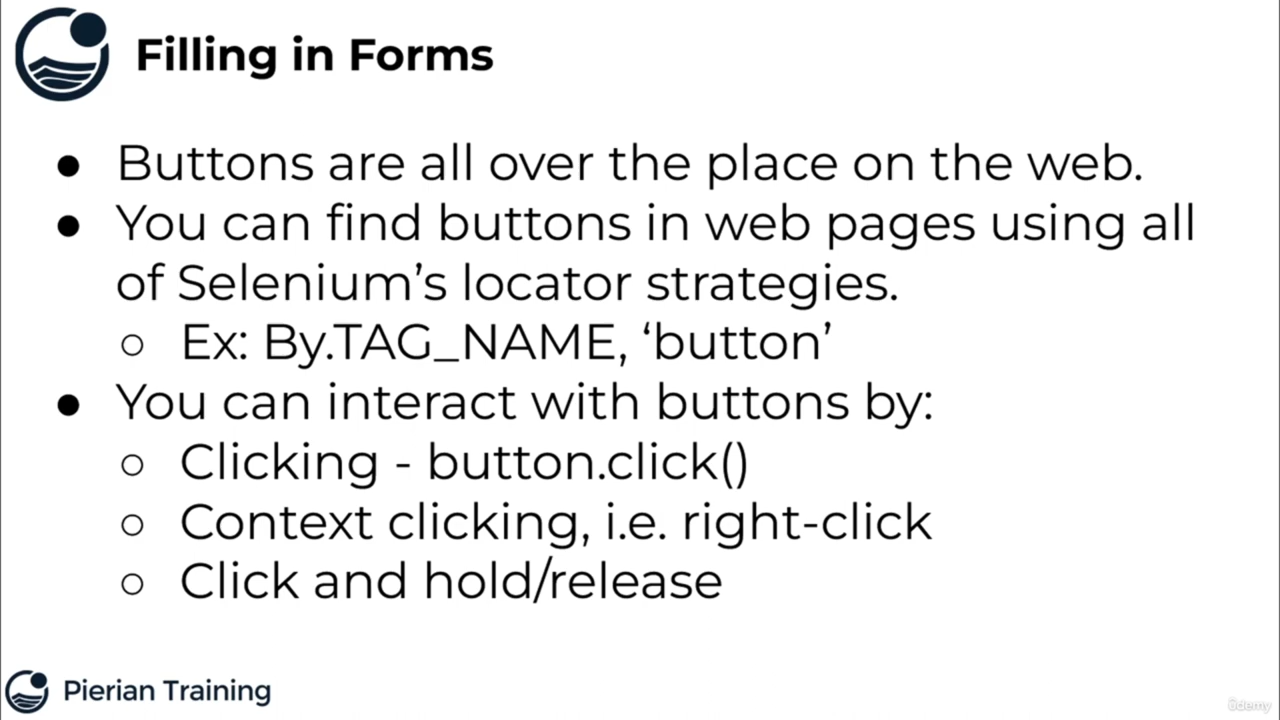 Filling in Forms
● Buttons are all over the place on the web.
● You can find buttons in web pages using all
of Selenium’s locator strategies.
○ Ex: By.TAG_NAME, ‘button’
● You can interact with buttons by:
○ Clicking - button.click()
○ Context clicking, i.e. right-click
○ Click and hold/release
Pierian Training
ûdemy